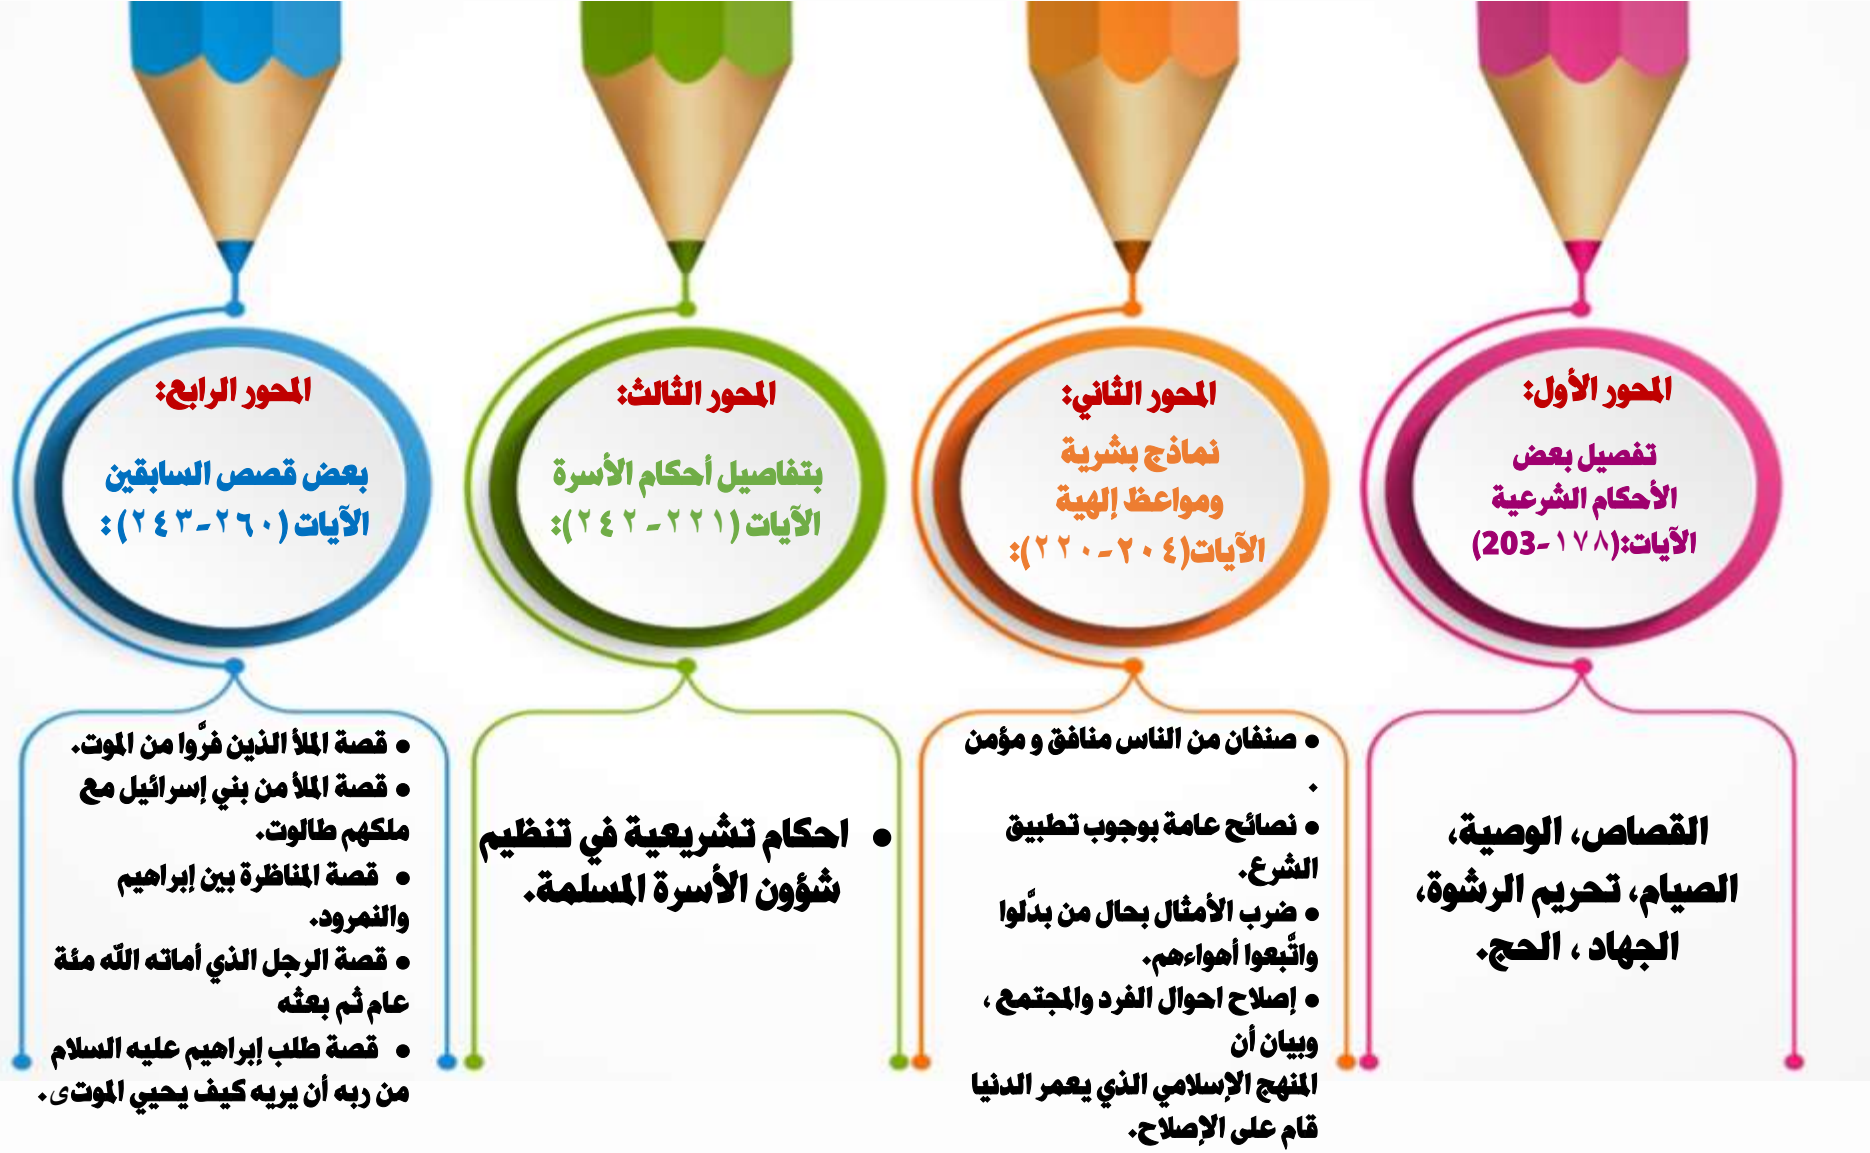 المحور الأول:
تفصيل بعض
الأحكام الشرعية
الآيات:(١٧٨-203)
القصاص، الوصية،
الصيام، تحريم الرشوة،
الجهاد ، الحج.
المحور الثاني:
نماذج بشرية
ومواعظ إلهية
الآيات(٢٠٤-٢٢٠):
• صنفان من الناس منافق و مؤمن
.
• نصائح عامة بوجوب تطبيق
الشرع.
• ضرب الأمثال بحال من بدَّلوا
واتَّبعوا أهواءهم.
• إصلاح احوال الفرد والمجتمع ،
وبيان أن
المنهج الإسلامي الذي يعمر الدنيا
قام على الإصلاح.
المحور الثالث:
بتفاصيل أحكام الأسرة
الآيات (٢٢١- ٢٤٢):
• احكام تشريعية في تنظيم
شؤون الأسرة المسلمة.
المحور الرابع:
بعض قصص السابقين
الآيات (٢٦٠-٢٤٣) :
• قصة الملأ الذين فرَّوا من الموت.
• قصة الملأ من بني إسرائيل مع
ملكهم طالوت.
• قصة المناظرة بين إبراهيم
والنمرود.
• قصة الرجل الذي أماته الله مئة
عام ثم بعثه
• قصة طلب إبراهيم عليه السلام
من ربه أن يريه كيف يحيي الموتى.